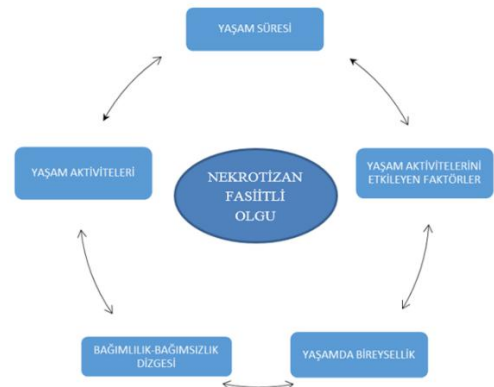 YAŞAM SÜRESİ
YAŞAM AKTİVİTELERİ
NEKROTİZAN
FASİİTLİ
OLGU
YAŞAM AKTİVİTELERİNİ
ETKİLEYEN FAKTÖRLER
BAĞIMLILIK-BAĞIMSIZLIK
DİZGESİ
YAŞAMDA BİREYSELLİK